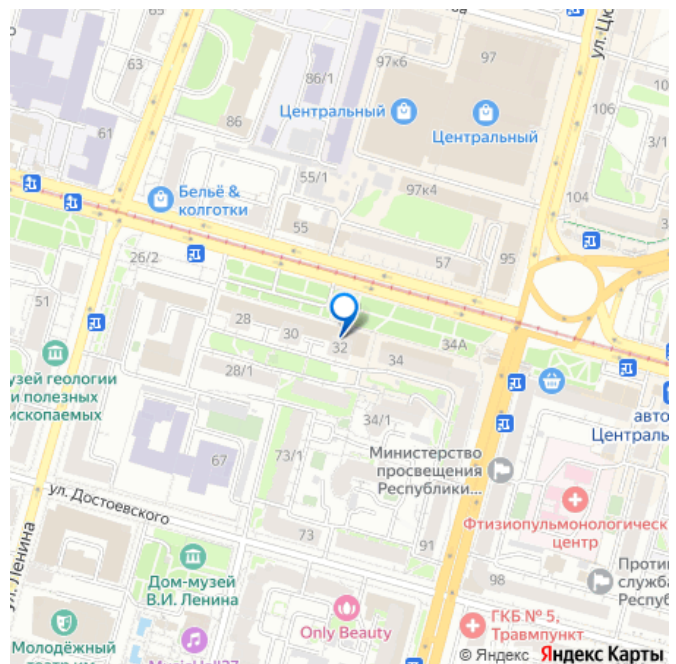 65
63
61
86/1
86
97к6
97
ул. Цю
106
10
3/1
Центральный
Центральный
55/1
97к4
104
Бельё &
колготки
55
57
95
26/2
51
28
30
32
34
34А
28/1
34/1
музей геологии
и полезных
ископаемых
67
73/1
Министерство
просвещения
Республики...
авто
Централь
Фтизиопульмонологическ
центр
ул. Достоевского
ул. Ленина
73
91
98
Проти
служба
Респуб
Дом-музей
В.И. Ленина
Only Beauty
ГКБ № 5,
Травмпункт
Молодёжный
© Яндекс Яндекс Карты